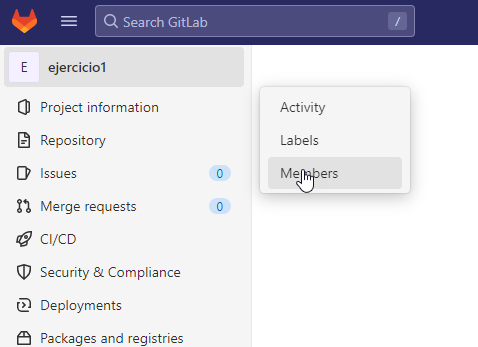 Search GitLab
/
E
ejercicio1
Project information
Repository
Issues
0
Merge requests
0
CI/CD
Security & Compliance
Deployments
Packages and registries
Activity
Labels
Members